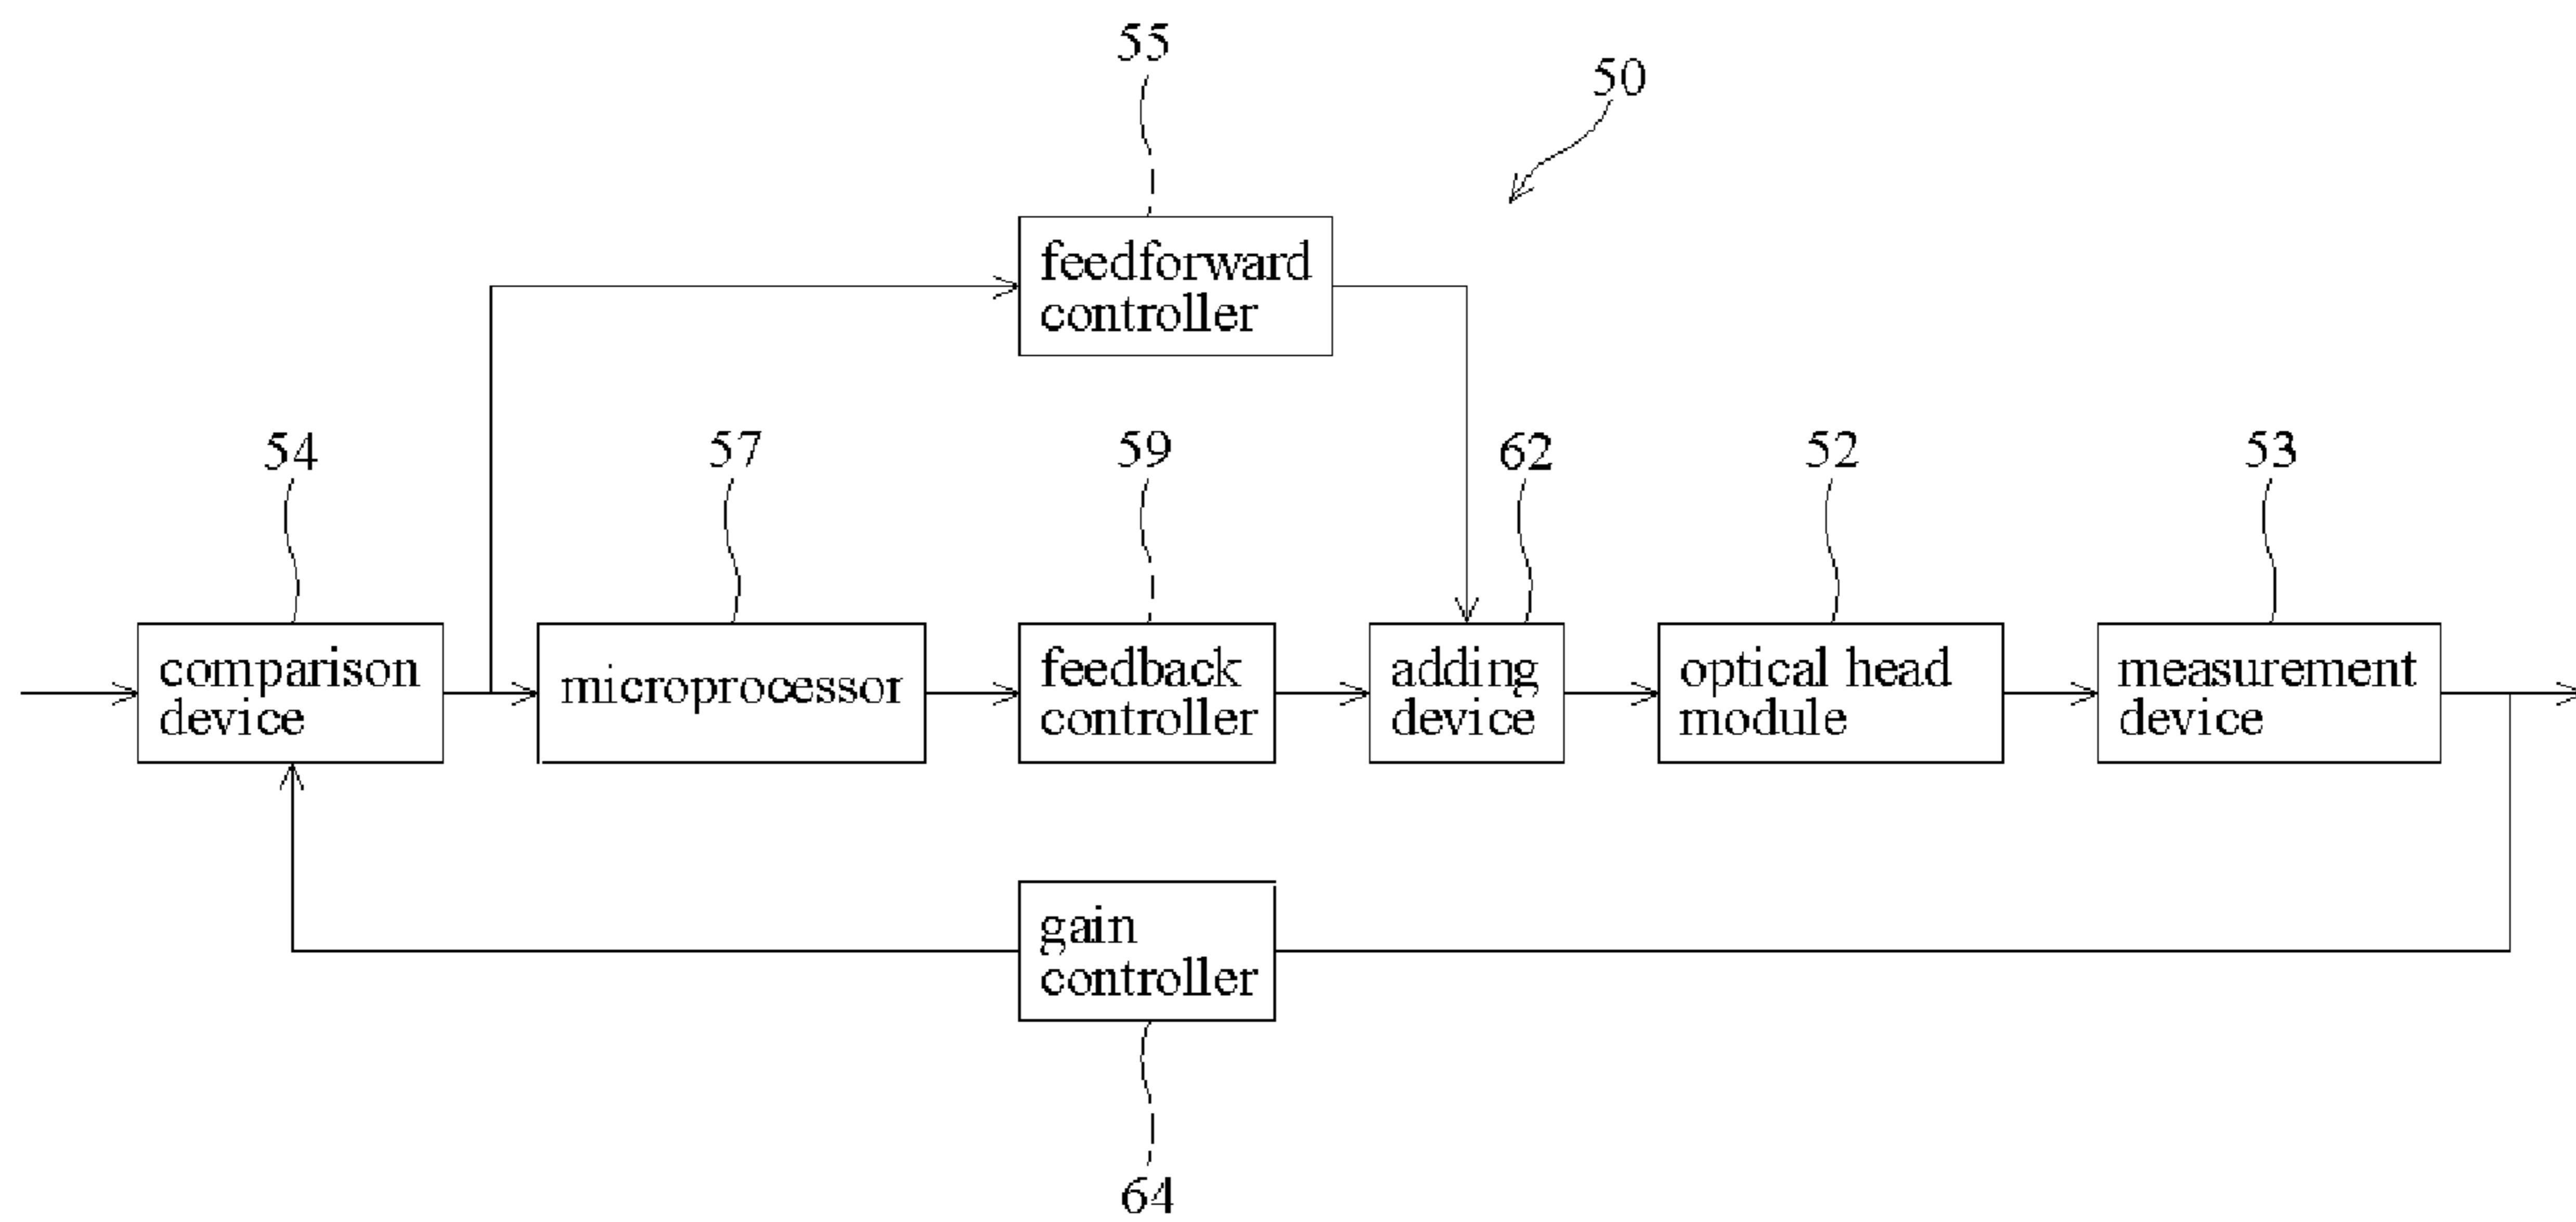 55
50
feedforward
controller
54
57
59
62
52
53
comparison
device
microprocessor
feedback
controller
adding
device
optical head
module
measurement
device
gain
controller
64